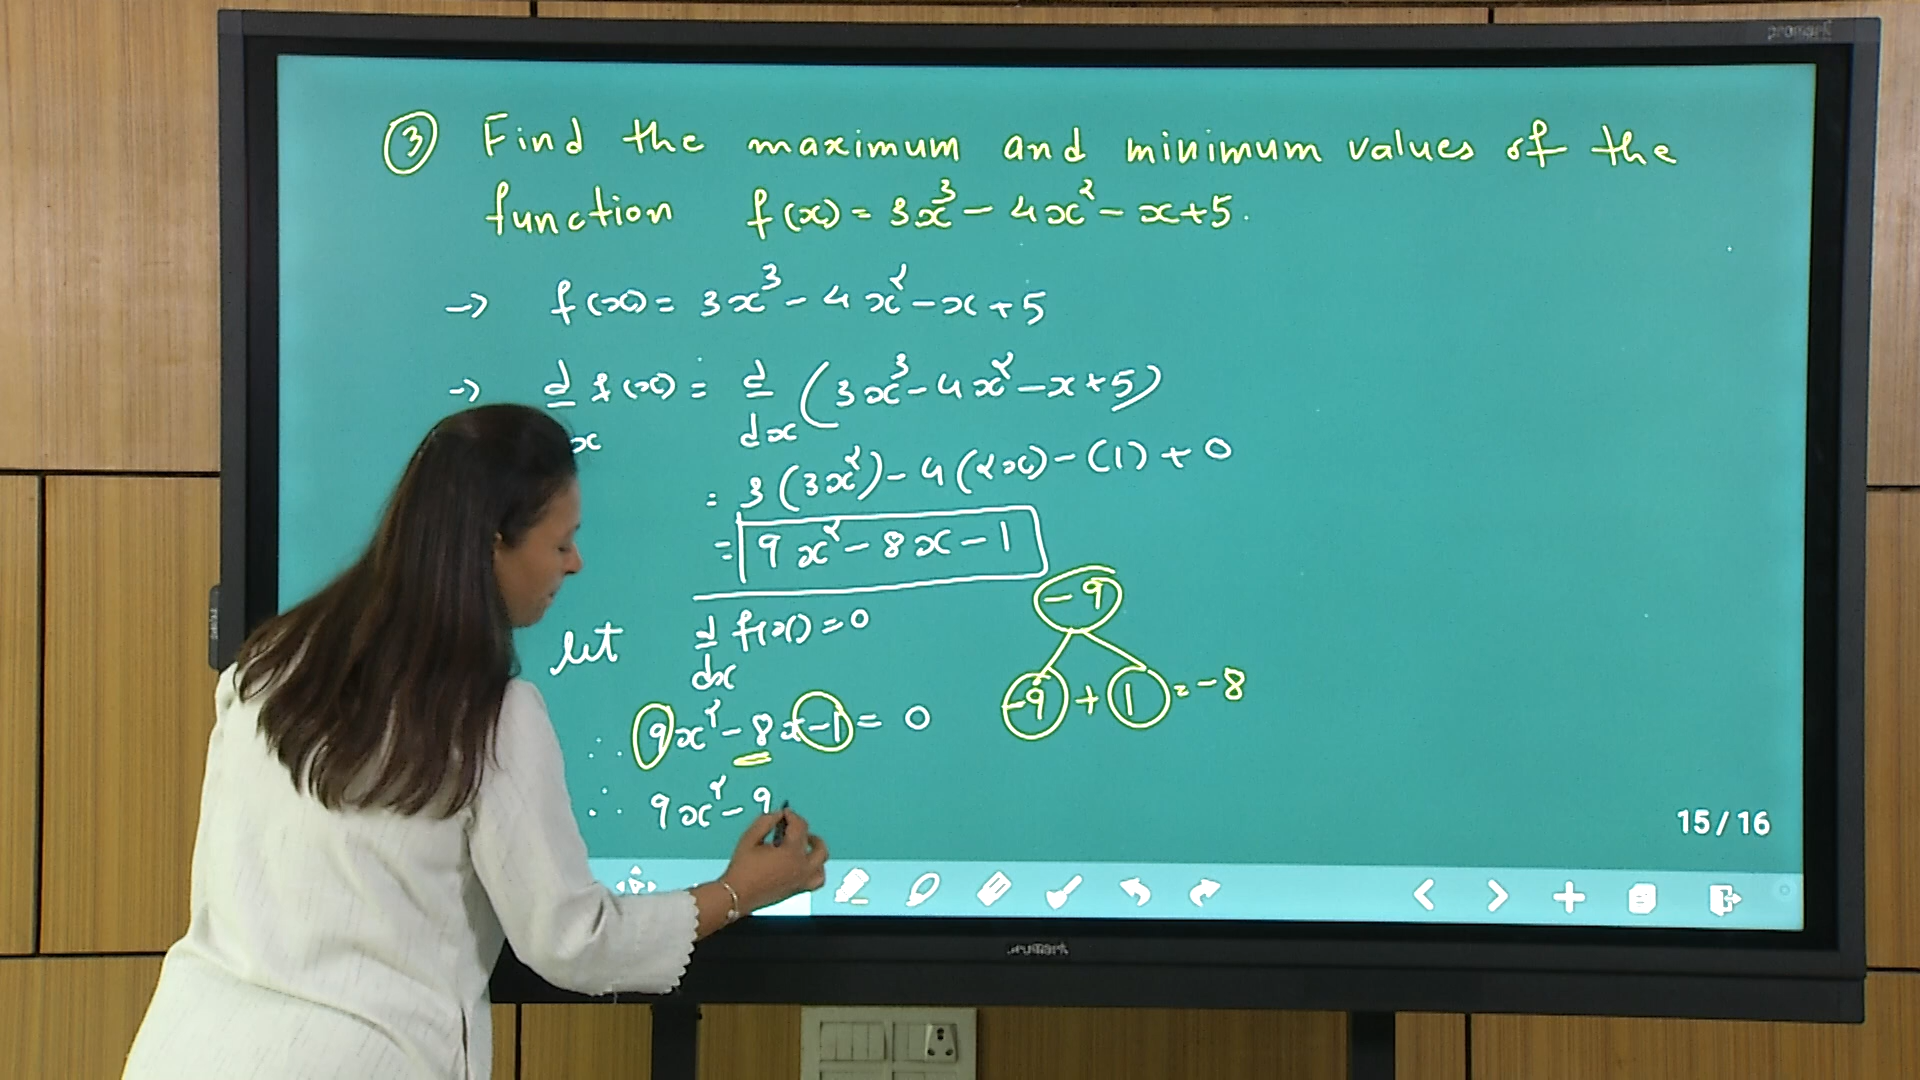 promark
③ Find the maximum and minimum values of the
function f(x) = 3x³ - 4x² - x + 5.
→ f(x) = 3x³ - 4x² - x + 5
→ d f(x) = d/dx (3x³ - 4x² - x + 5)
x
= 3(3x²) - 4(2x) - (1) + 0
= 9x² - 8x - 1
-9
let d/dx f(x) = 0
-9 + 1 = -8
∴ 9x² - 8x - 1 = 0
∴ 9x² - 9
15/16
promark